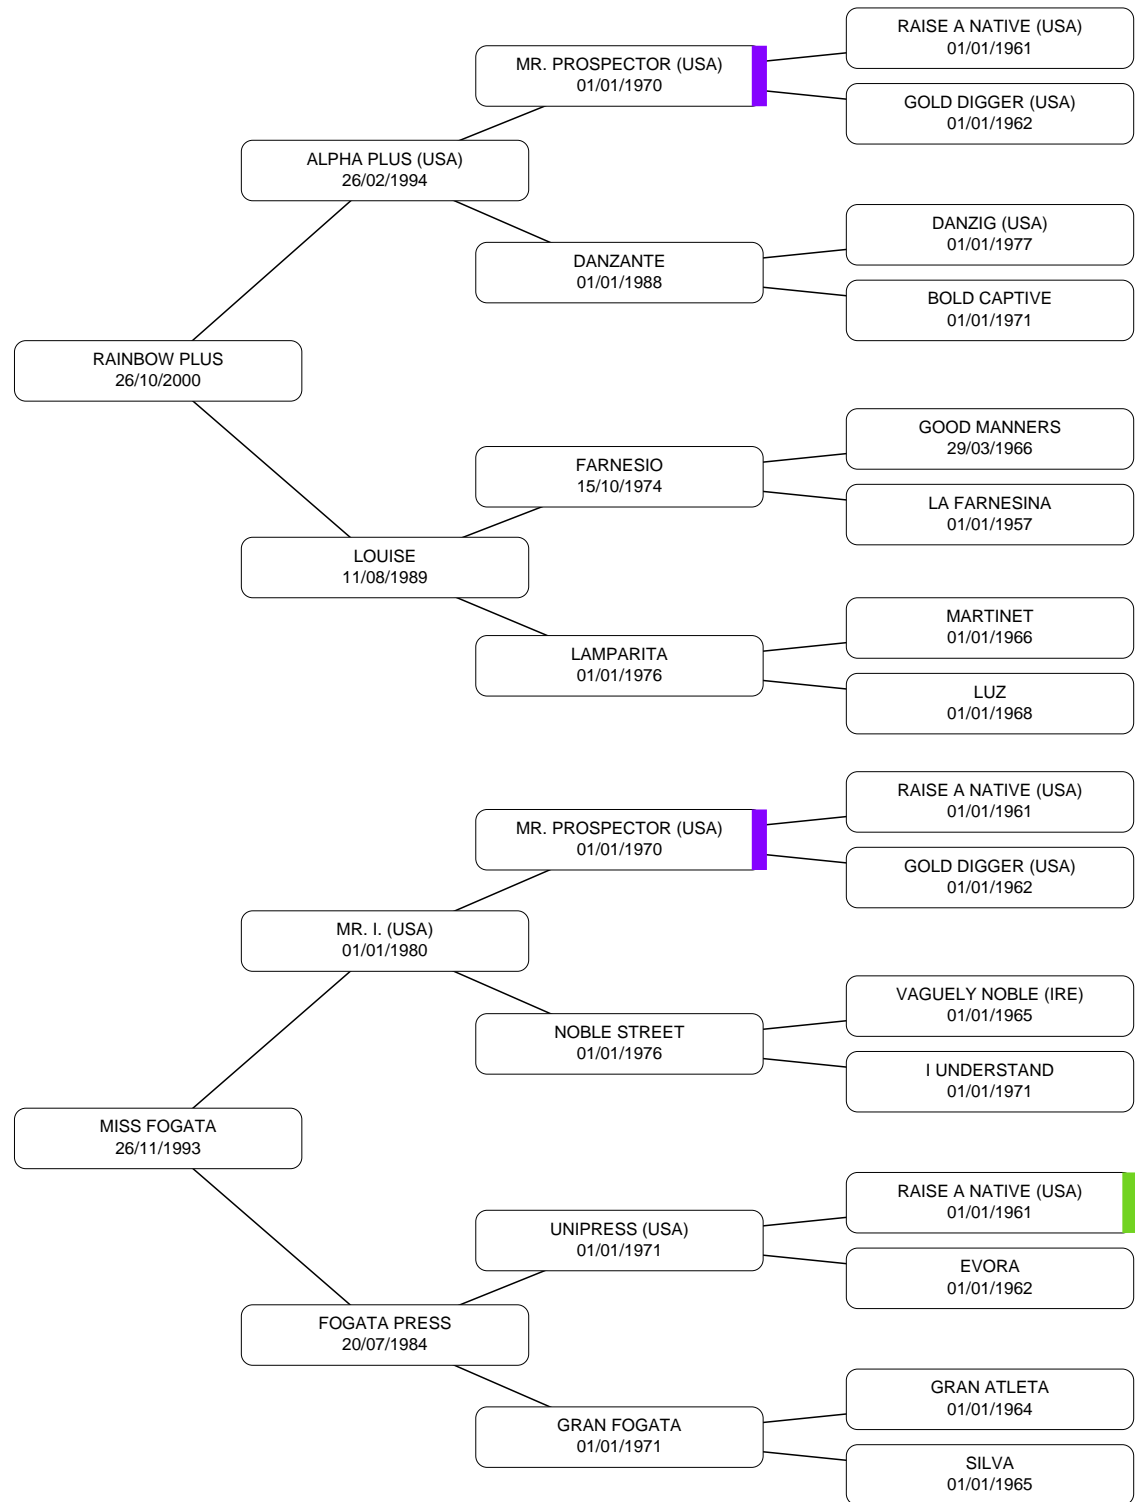 RAISE A NATIVE (USA)
01/01/1961
MR. PROSPECTOR (USA)
01/01/1970
GOLD DIGGER (USA)
01/01/1962
ALPHA PLUS (USA)
26/02/1994
DANZIG (USA)
01/01/1977
DANZANTE
01/01/1988
BOLD CAPTIVE
01/01/1971
RAINBOW PLUS
26/10/2000
GOOD MANNERS
29/03/1966
FARNESIO
15/10/1974
LA FARNESINA
01/01/1957
LOUISE
11/08/1989
MARTINET
01/01/1966
LAMPARITA
01/01/1976
LUZ
01/01/1968
RAISE A NATIVE (USA)
01/01/1961
MR. PROSPECTOR (USA)
01/01/1970
GOLD DIGGER (USA)
01/01/1962
MR. I. (USA)
01/01/1980
VAGUELY NOBLE (IRE)
01/01/1965
NOBLE STREET
01/01/1976
I UNDERSTAND
01/01/1971
MISS FOGATA
26/11/1993
RAISE A NATIVE (USA)
01/01/1961
UNIPRESS (USA)
01/01/1971
EVORA
01/01/1962
FOGATA PRESS
20/07/1984
GRAN ATLETA
01/01/1964
GRAN FOGATA
01/01/1971
SILVA
01/01/1965